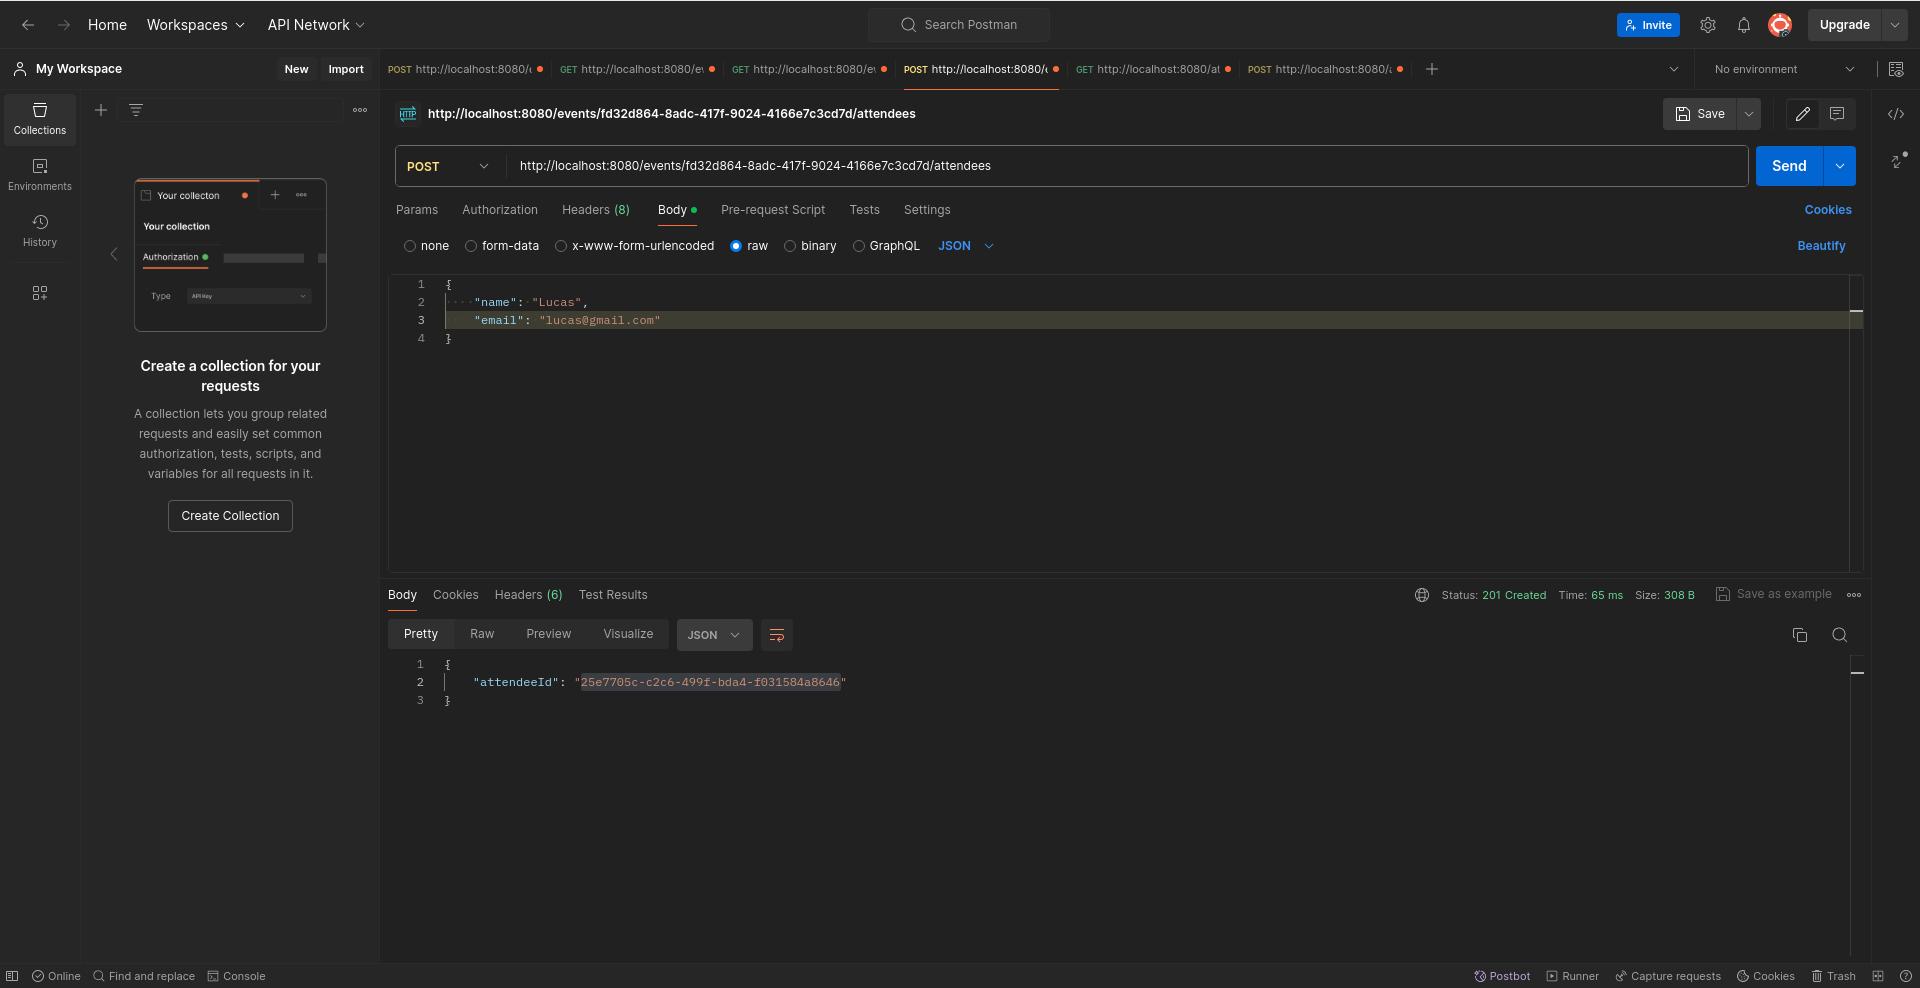 Home Workspaces API Network Search Postman Invite Upgrade
My Workspace New Import POST http://localhost:8080/ GET http://localhost:8080/e GET http://localhost:8080/e POST http://localhost:8080/ GET http://localhost:8080/a POST http://localhost:8080/ No environment
Collections
Environments
History
Your collecton
Your collection
Authorization
Type API Key
Create a collection for your
requests
A collection lets you group related
requests and easily set common
authorization, tests, scripts, and
variables for all requests in it.
Create Collection
HTTP http://localhost:8080/events/fd32d864-8adc-417f-9024-4166e7c3cd7d/attendees Save
POST http://localhost:8080/events/fd32d864-8adc-417f-9024-4166e7c3cd7d/attendees Send
Params Authorization Headers (8) Body Pre-request Script Tests Settings Cookies
none form-data x-www-form-urlencoded raw binary GraphQL JSON Beautify
1 {
2 "name": "Lucas",
3 "email": "lucas@gmail.com"
4 }
Body Cookies Headers (6) Test Results Status: 201 Created Time: 65 ms Size: 308 B Save as example
Pretty Raw Preview Visualize JSON
1 {
2 "attendeeId": "25e7705c-c2c6-499f-bda4-f031584a8646"
3 }
Online Find and replace Console Postbot Runner Capture requests Cookies Trash